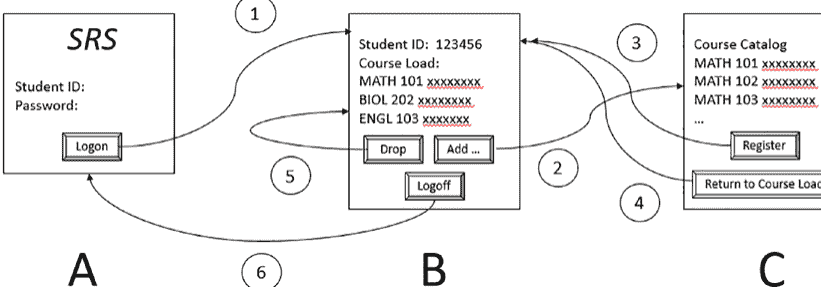 SRS
Student ID:
Password:
Logon
A
1
Student ID: 123456
Course Load:
MATH 101 xxxxxxxx
BIOL 202 xxxxxxxx
ENGL 103 xxxxxxx
Drop
Add ...
Logoff
B
5
6
2
3
4
Course Catalog
MATH 101 xxxxxxxx
MATH 102 xxxxxxxx
MATH 103 xxxxxxxx
...
Register
Return to Course Load
C